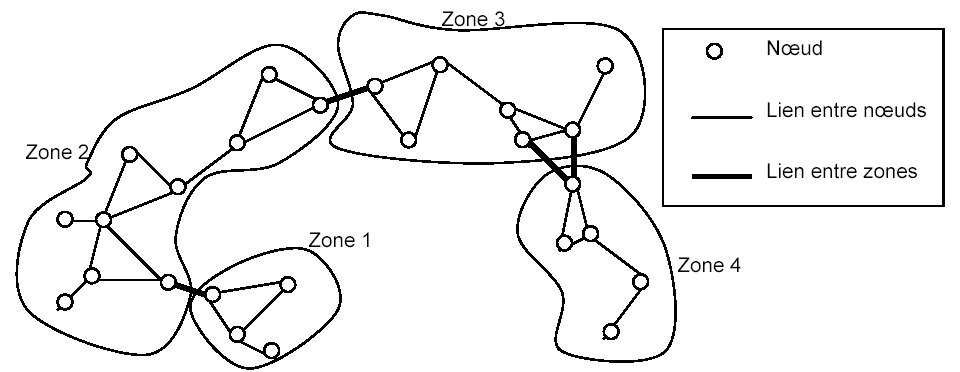 Zone 3
Nœud
Lien entre nœuds
Zone 2
Lien entre zones
Zone 1
Zone 4